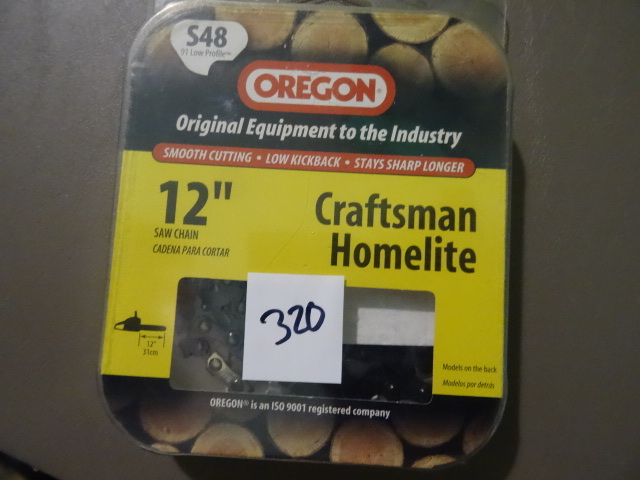 S48
91 Low Profile™
OREGON®
Original Equipment to the Industry
SMOOTH CUTTING • LOW KICKBACK • STAYS SHARP LONGER
12"
SAW CHAIN
CADENA PARA CORTAR
Craftsman
Homelite
320
12"
31cm
Models on the back
Modelos por detrás
OREGON® is an ISO 9001 registered company